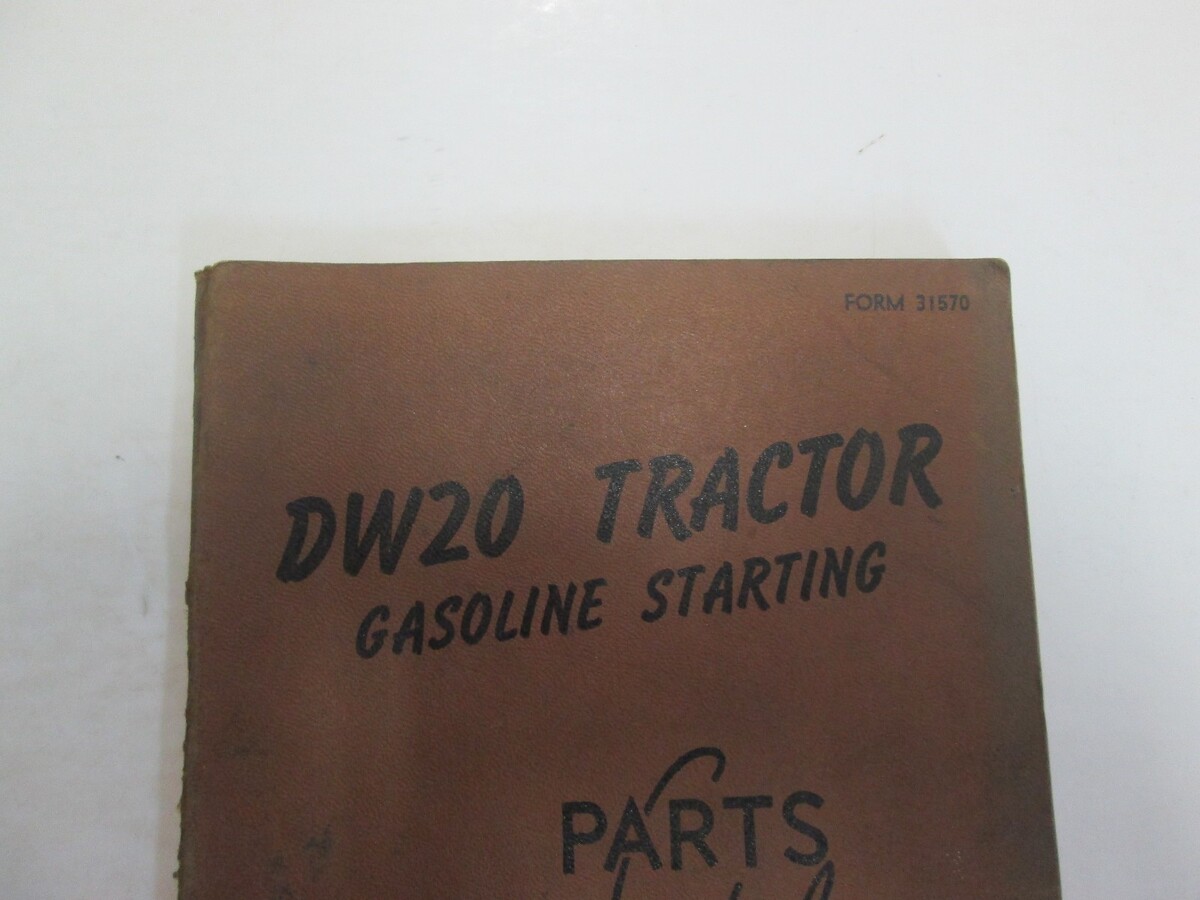 FORM 31570
DW20 TRACTOR
GASOLINE STARTING
PARTS